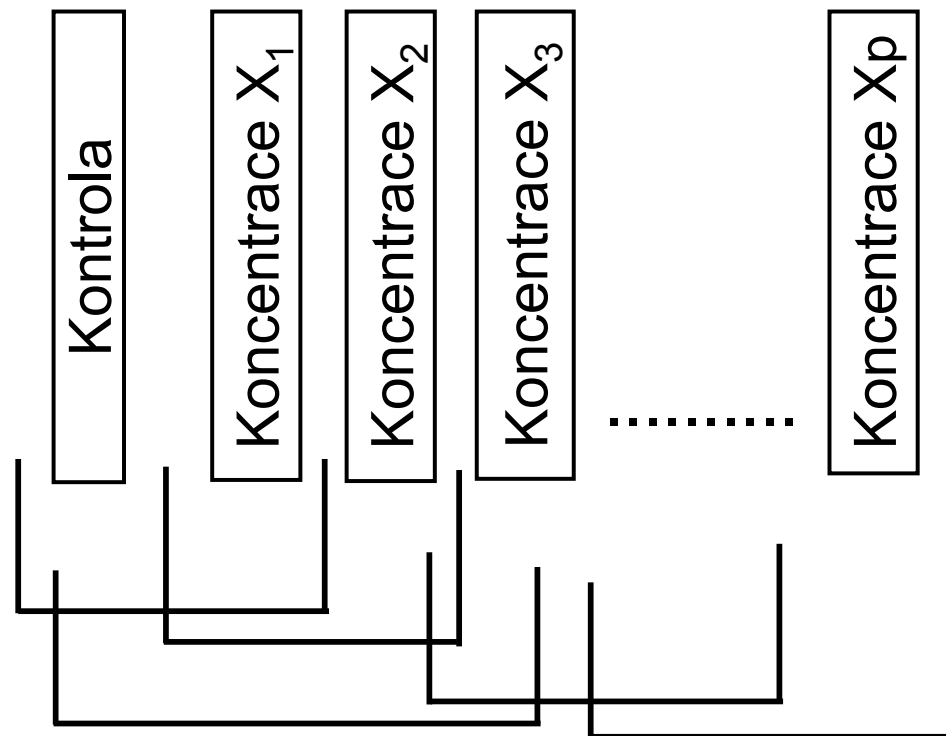 Kontrola
Koncentrace X₁
Koncentrace X₂
Koncentrace X₃
..........
Koncentrace Xp